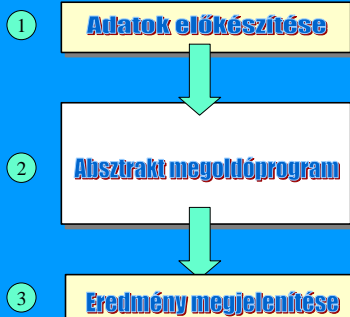 1 Adatok előkészítése
2 Absztrakt megoldóprogram
3 Eredmény megjelenítése